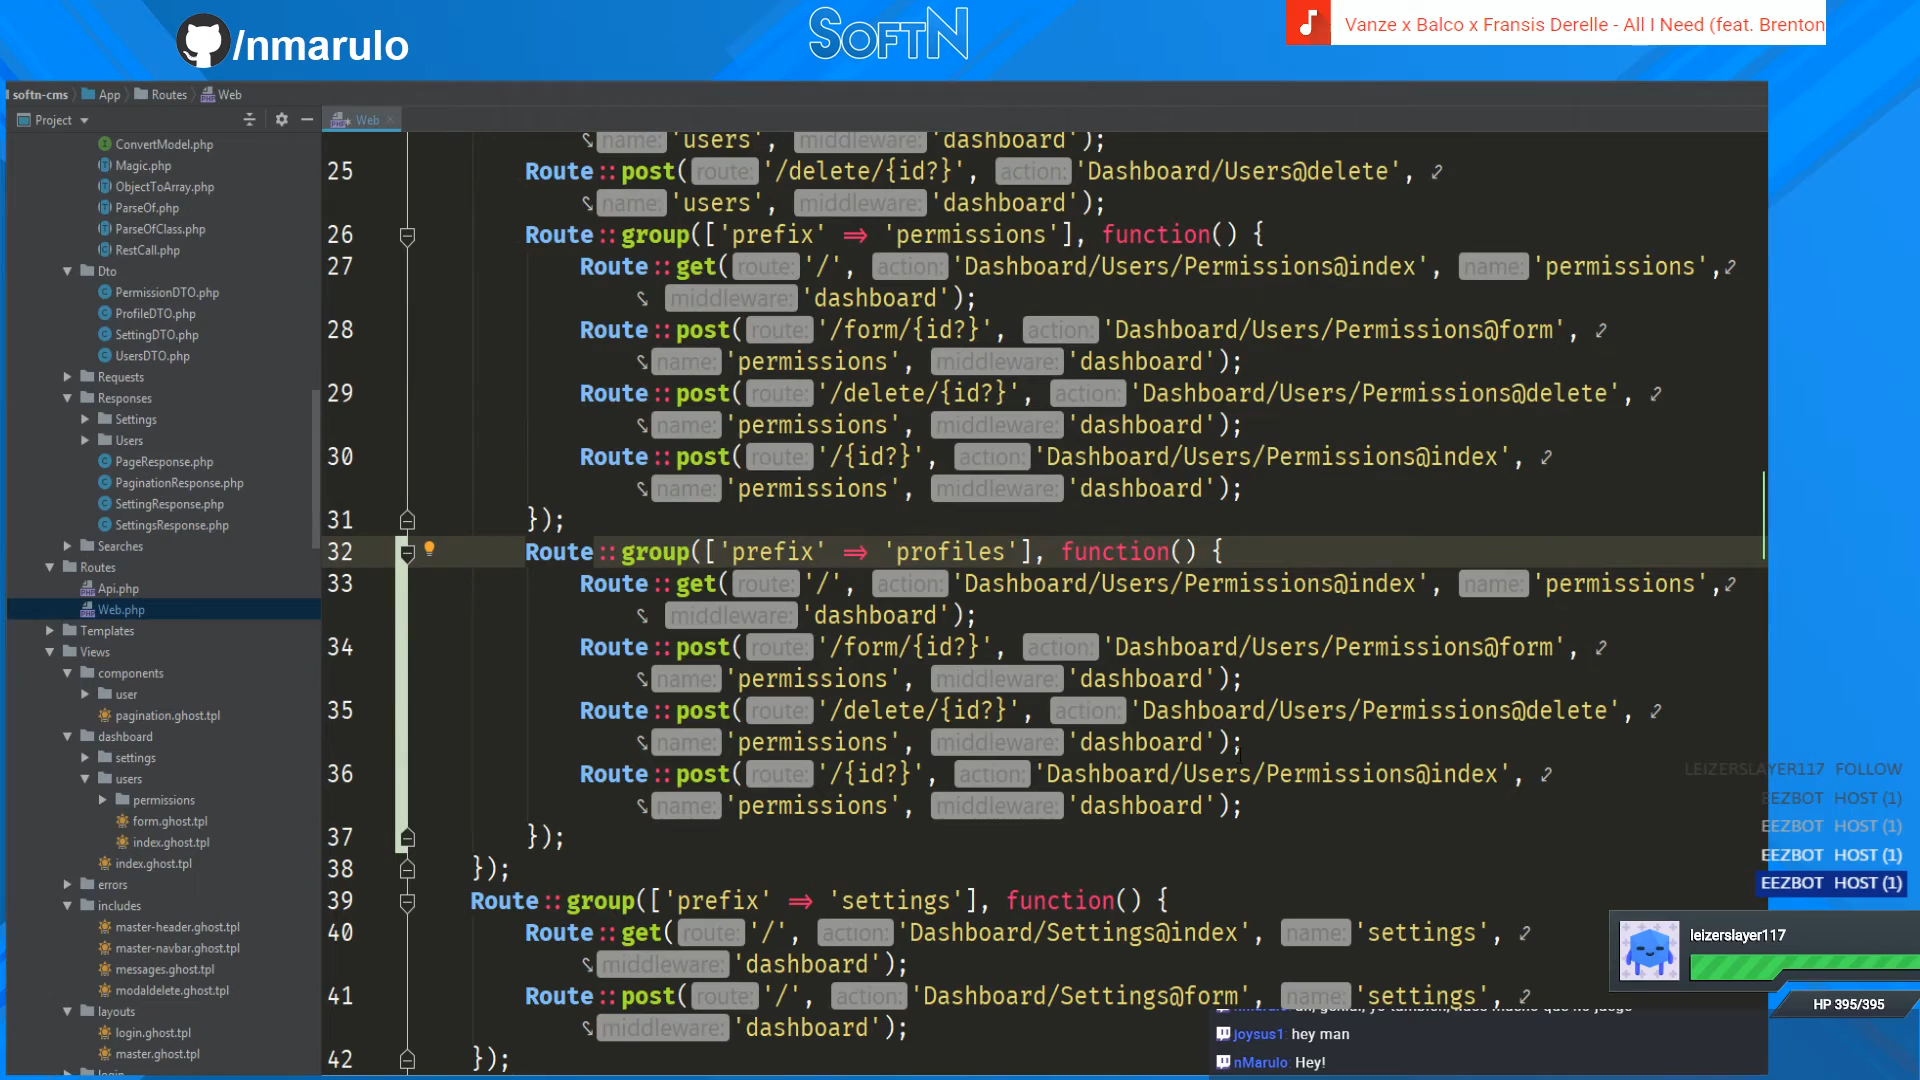 /nmarulo
SOFTN
Vanze x Balco x Fransis Derelle - All I Need (feat. Brenton
softn-cms App Routes Web
Project
Web
ConvertModel.php
Magic.php
ObjectToArray.php
ParseOf.php
ParseOfClass.php
RestCall.php
Dto
PermissionDTO.php
ProfileDTO.php
SettingDTO.php
UsersDTO.php
Requests
Responses
Settings
Users
PageResponse.php
PaginationResponse.php
SettingResponse.php
SettingsResponse.php
Searches
Routes
Api.php
Web.php
Templates
Views
components
user
pagination.ghost.tpl
dashboard
settings
users
permissions
form.ghost.tpl
index.ghost.tpl
index.ghost.tpl
errors
includes
master-header.ghost.tpl
master-navbar.ghost.tpl
messages.ghost.tpl
modaldelete.ghost.tpl
layouts
login.ghost.tpl
master.ghost.tpl
login
name: 'users', middleware: 'dashboard');
25 Route::post( route: '/delete/{id?}', action: 'Dashboard/Users@delete',
name: 'users', middleware: 'dashboard');
26 Route::group(['prefix' => 'permissions'], function() {
27 Route::get( route: '/', action: 'Dashboard/Users/Permissions@index', name: 'permissions',
middleware: 'dashboard');
28 Route::post( route: '/form/{id?}', action: 'Dashboard/Users/Permissions@form',
name: 'permissions', middleware: 'dashboard');
29 Route::post( route: '/delete/{id?}', action: 'Dashboard/Users/Permissions@delete',
name: 'permissions', middleware: 'dashboard');
30 Route::post( route: '/{id?}', action: 'Dashboard/Users/Permissions@index',
name: 'permissions', middleware: 'dashboard');
31 });
32 Route::group(['prefix' => 'profiles'], function() {
33 Route::get( route: '/', action: 'Dashboard/Users/Permissions@index', name: 'permissions',
middleware: 'dashboard');
34 Route::post( route: '/form/{id?}', action: 'Dashboard/Users/Permissions@form',
name: 'permissions', middleware: 'dashboard');
35 Route::post( route: '/delete/{id?}', action: 'Dashboard/Users/Permissions@delete',
name: 'permissions', middleware: 'dashboard');
36 Route::post( route: '/{id?}', action: 'Dashboard/Users/Permissions@index',
name: 'permissions', middleware: 'dashboard');
37 });
38 });
39 Route::group(['prefix' => 'settings'], function() {
40 Route::get( route: '/', action: 'Dashboard/Settings@index', name: 'settings',
middleware: 'dashboard');
41 Route::post( route: '/', action: 'Dashboard/Settings@form', name: 'settings',
middleware: 'dashboard');
42 });
LEIZERSLAYER117 FOLLOW
EEZBOT HOST (1)
EEZBOT HOST (1)
EEZBOT HOST (1)
EEZBOT HOST (1)
leizerslayer117
HP 395/395
joysus1: hey man
nMarulo: Hey!